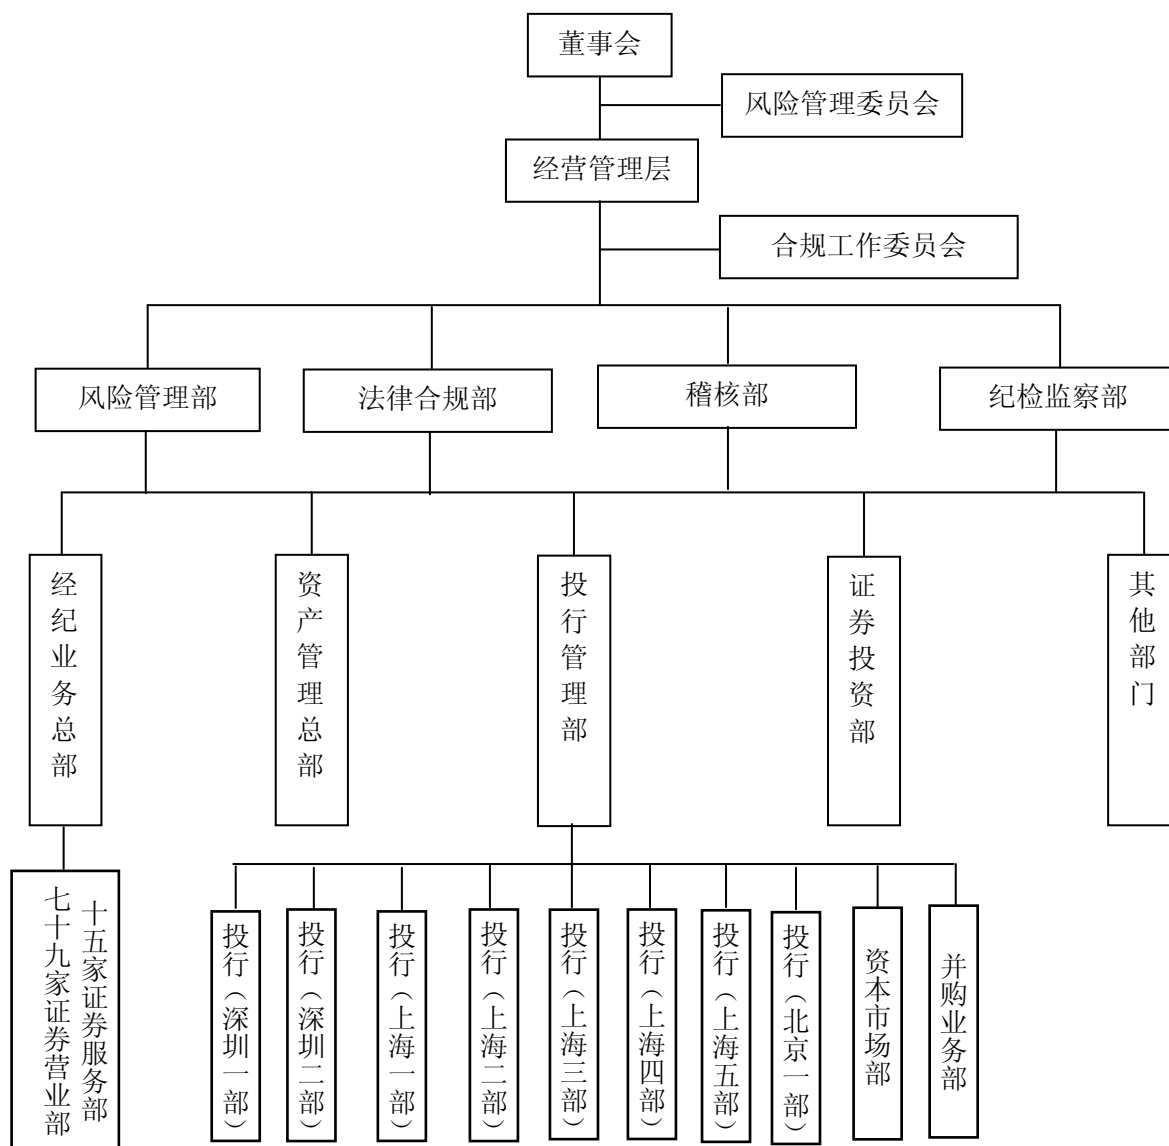 董事会
风险管理委员会
经营管理层
合规工作委员会
风险管理部
法律合规部
稽核部
纪检监察部
经纪业务总部
资产管理总部
投行管理部
证券投资部
其他部门
十五家证券服务部
七十九家证券营业部
投行（深圳一部）
投行（深圳二部）
投行（上海一部）
投行（上海二部）
投行（上海三部）
投行（上海四部）
投行（上海五部）
投行（北京一部）
资本市场部
并购业务部